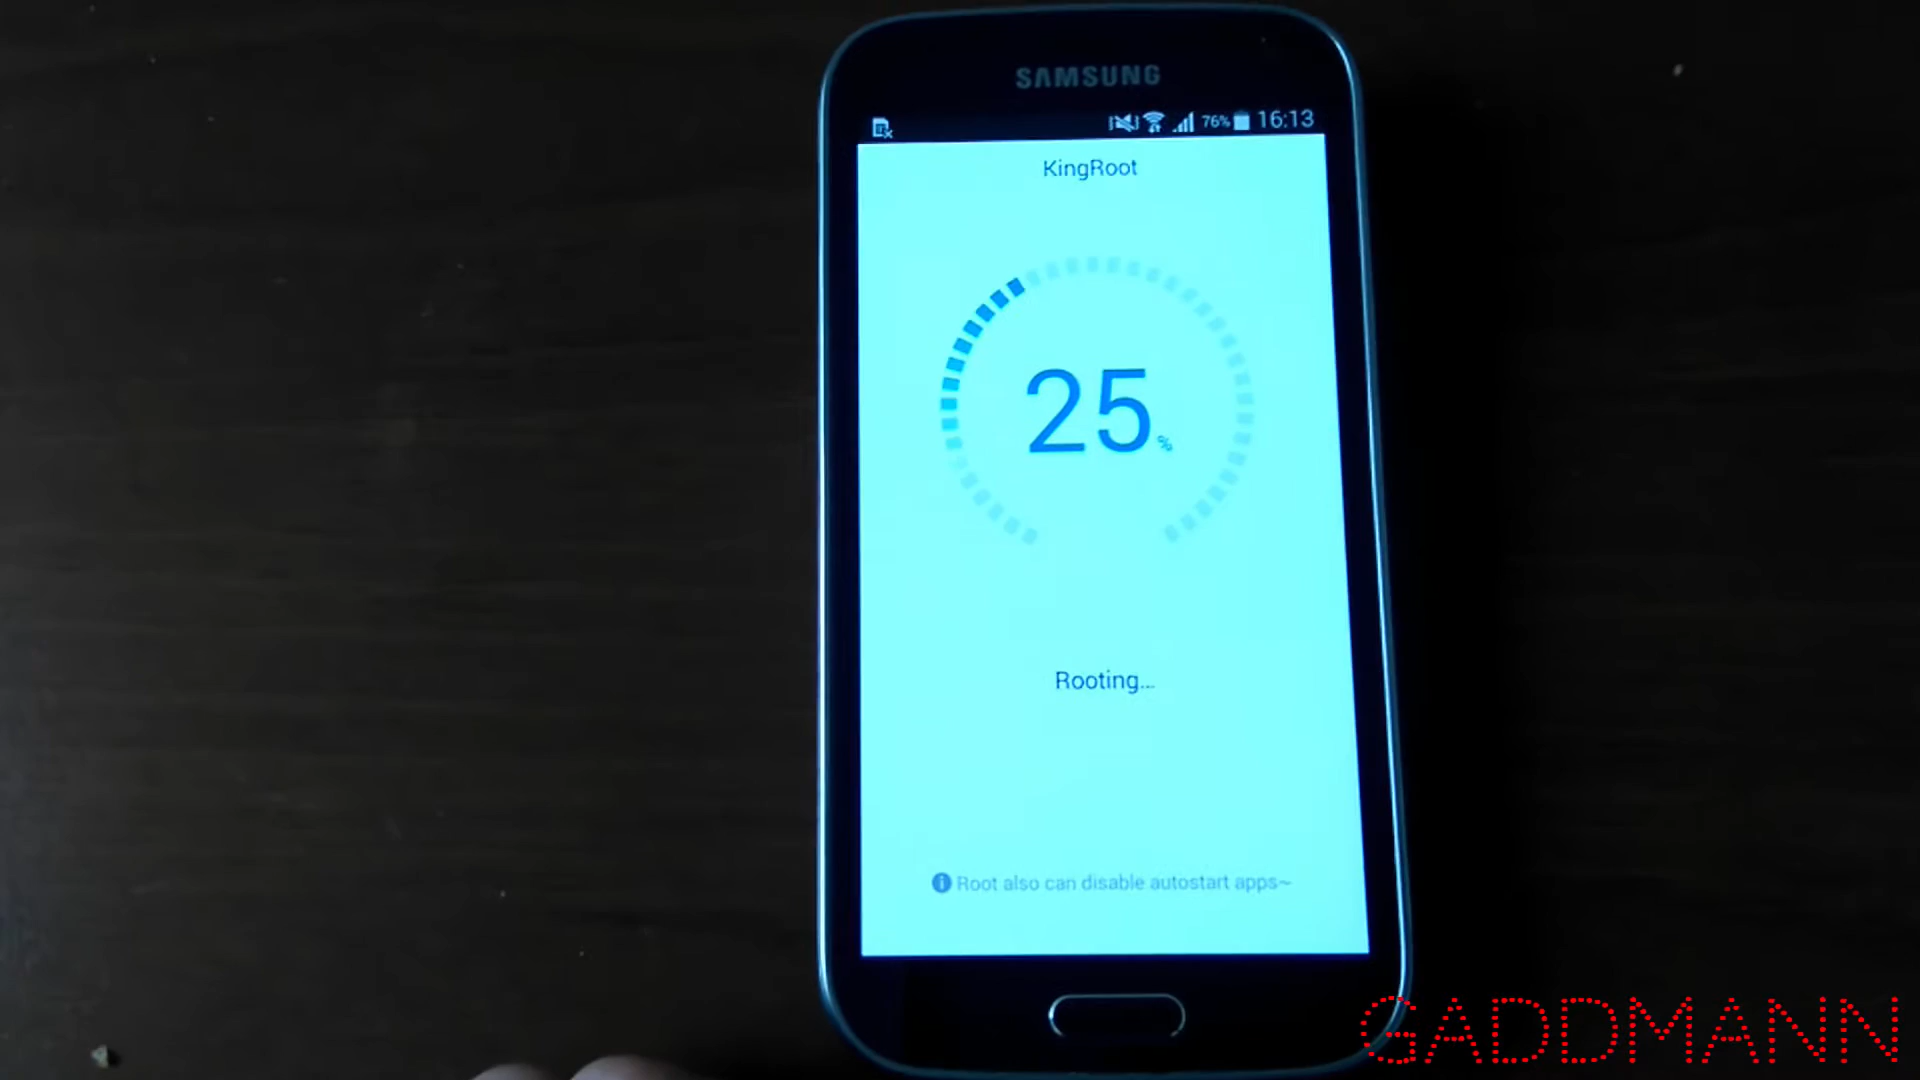 SAMSUNG
76% 16:13
KingRoot
25%
Rooting...
Root also can disable autostart apps~
GADDMANN